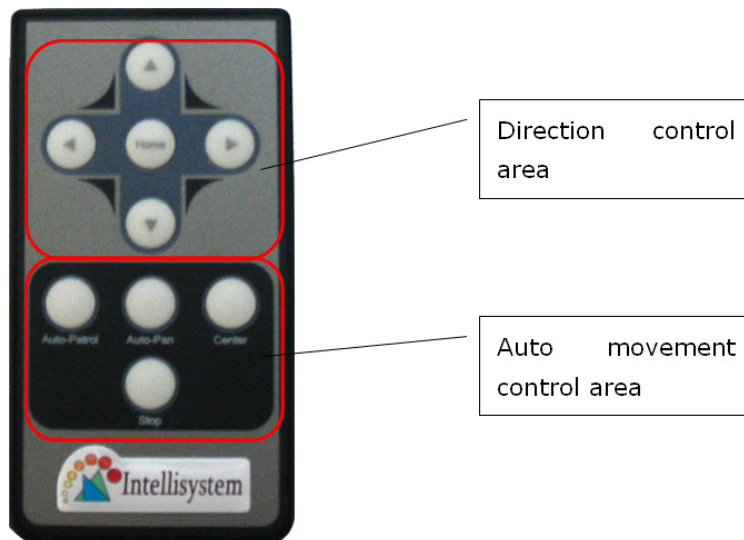 Home
Direction control
area
Auto-Patrol Auto-Pan Center
Stop
Auto movement
control area
Intellisystem